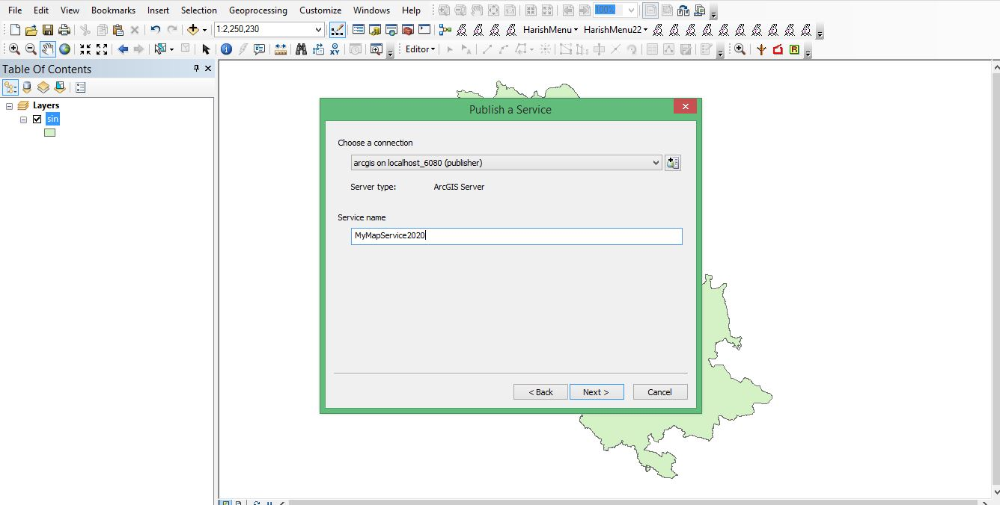 File Edit View Bookmarks Insert Selection Geoprocessing Customize Windows Help 100%
1:2,250,230 HarishMenu HarishMenu22
Editor R
Table Of Contents
Layers
sin
Publish a Service
Choose a connection
arcgis on localhost_6080 (publisher)
Server type: ArcGIS Server
Service name
MyMapService2020
< Back Next > Cancel